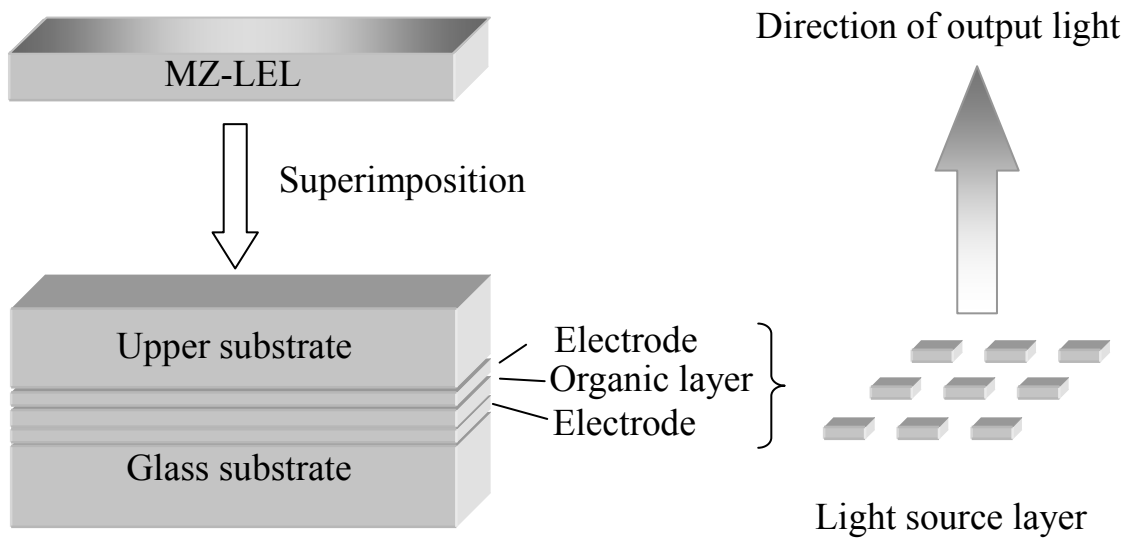 Direction of output light
MZ-LEL
Superimposition
Upper substrate
Electrode
Organic layer
Electrode
Glass substrate
Light source layer